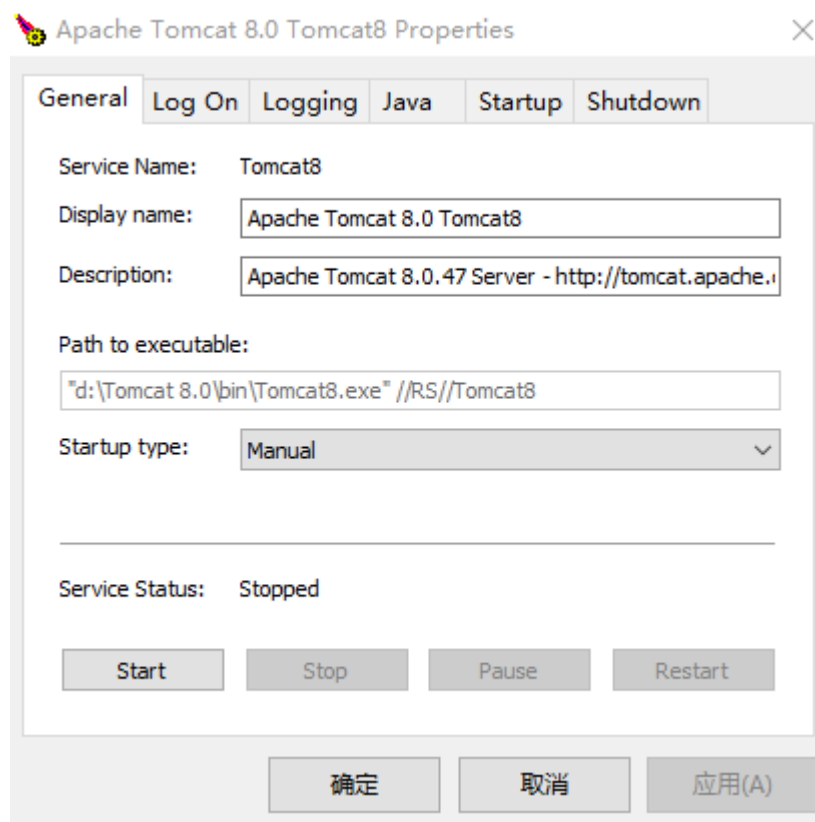 Apache Tomcat 8.0 Tomcat8 Properties
General Log On Logging Java Startup Shutdown
Service Name: Tomcat8
Display name: Apache Tomcat 8.0 Tomcat8
Description: Apache Tomcat 8.0.47 Server - http://tomcat.apache.
Path to executable:
"d:\Tomcat 8.0\bin\Tomcat8.exe" //RS//Tomcat8
Startup type: Manual
Service Status: Stopped
Start Stop Pause Restart
确定 取消 应用(A)